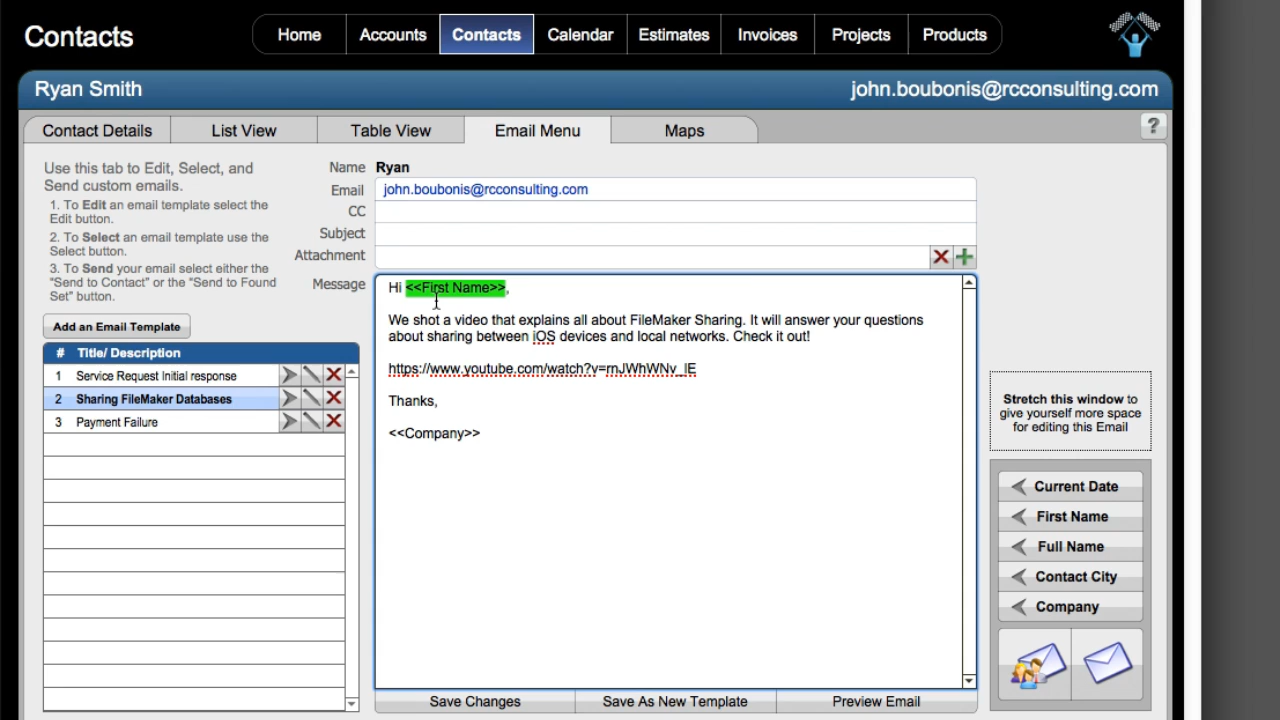 Contacts
Home Accounts Contacts Calendar Estimates Invoices Projects Products
Ryan Smith john.boubonis@rcconsulting.com
Contact Details List View Table View Email Menu Maps ?
Use this tab to Edit, Select, and
Send custom emails.
1. To Edit an email template select the
Edit button.
2. To Select an email template use the
Select button.
3. To Send your email select either the
"Send to Contact" or the "Send to Found
Set" button.
Add an Email Template
# Title/ Description
1 Service Request Initial response
2 Sharing FileMaker Databases
3 Payment Failure
Name Ryan
Email john.boubonis@rcconsulting.com
CC
Subject
Attachment
Message
Hi <<First Name>>,
We shot a video that explains all about FileMaker Sharing. It will answer your questions
about sharing between iOS devices and local networks. Check it out!
https://www.youtube.com/watch?v=rnJWhWNv_lE
Thanks,
<<Company>>
Save Changes Save As New Template Preview Email
Stretch this window to
give yourself more space
for editing this Email
Current Date
First Name
Full Name
Contact City
Company